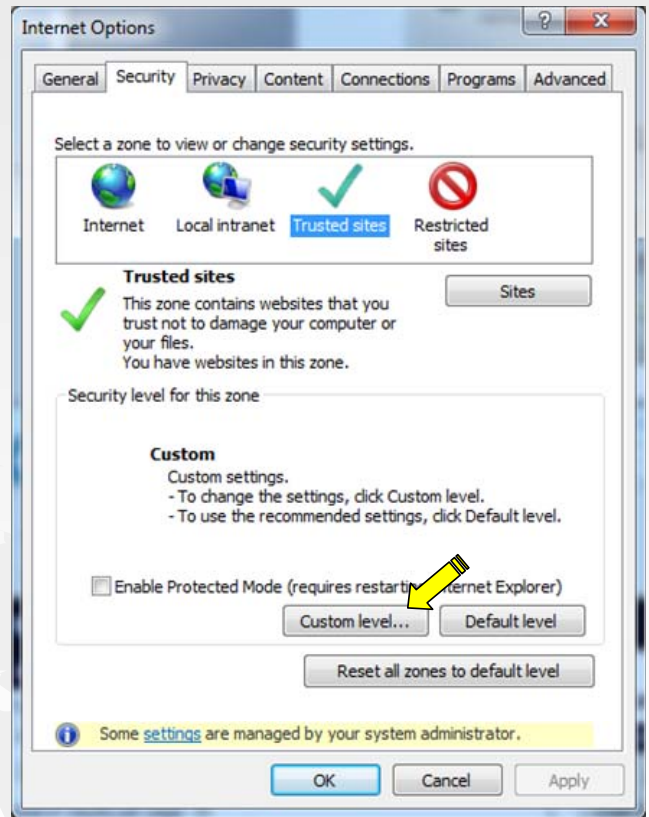 Internet Options
General Security Privacy Content Connections Programs Advanced
Select a zone to view or change security settings.
Internet Local intranet Trusted sites Restricted
sites
Trusted sites
Sites
This zone contains websites that you
trust not to damage your computer or
your files.
You have websites in this zone.
Security level for this zone
Custom
Custom settings.
- To change the settings, click Custom level.
- To use the recommended settings, click Default level.
Enable Protected Mode (requires restarting Internet Explorer)
Custom level... Default level
Reset all zones to default level
Some settings are managed by your system administrator.
OK Cancel Apply